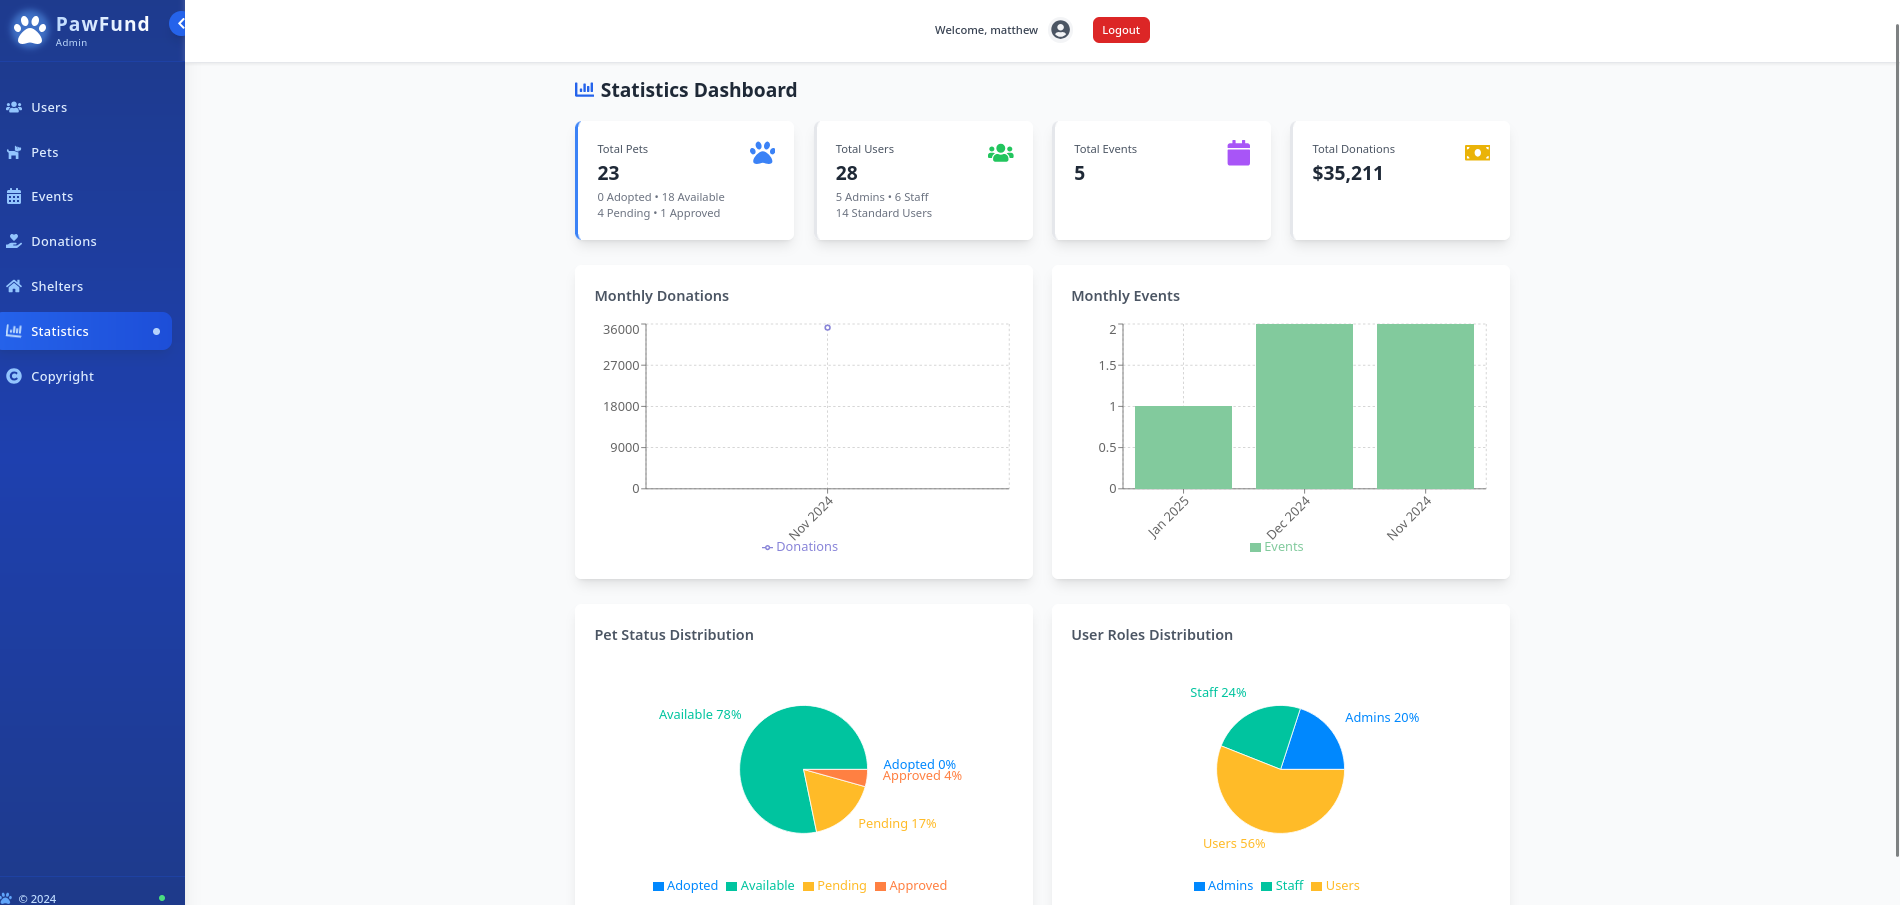 PawFund
Admin
Users
Pets
Events
Donations
Shelters
Statistics
Copyright
© 2024
Welcome, matthew
Logout
Statistics Dashboard
Total Pets
23
0 Adopted • 18 Available
4 Pending • 1 Approved
Total Users
28
5 Admins • 6 Staff
14 Standard Users
Total Events
5
Total Donations
$35,211
Monthly Donations
36000
27000
18000
9000
0
Nov 2024
Donations
Monthly Events
2
1.5
1
0.5
0
Jan 2025
Dec 2024
Nov 2024
Events
Pet Status Distribution
Available 78%
Adopted 0%
Approved 4%
Pending 17%
Adopted
Available
Pending
Approved
User Roles Distribution
Staff 24%
Admins 20%
Users 56%
Admins
Staff
Users